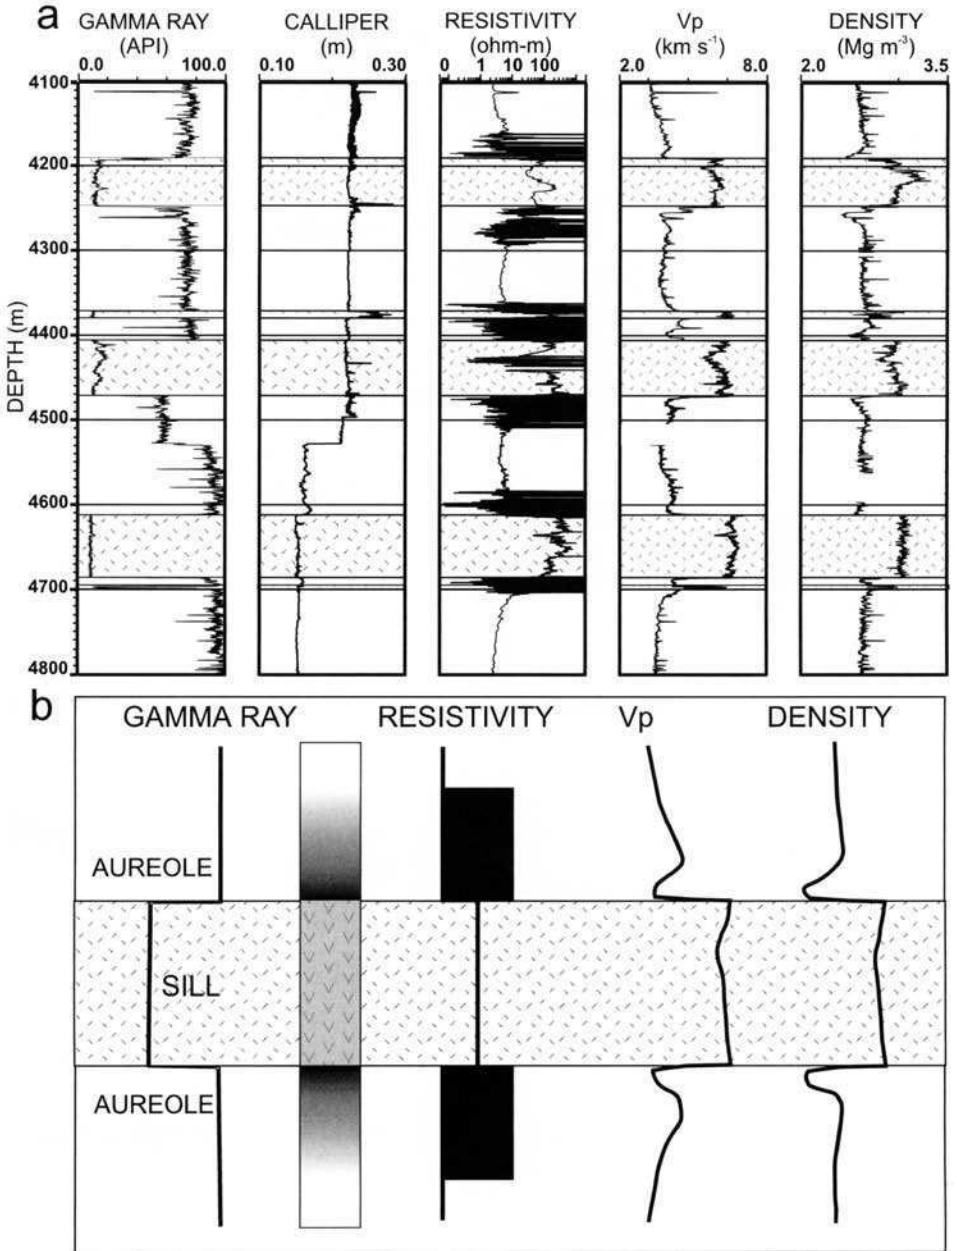 a
GAMMA RAY CALLIPER RESISTIVITY Vp DENSITY
(API) (m) (ohm-m) (km s⁻¹) (Mg m⁻³)
0.0 100.0 0.10 0.30 0 1 10 100 2.0 8.0 2.0 3.5
4100
4200
4300
4400
4500
4600
4700
4800
DEPTH (m)
b
GAMMA RAY RESISTIVITY Vp DENSITY
AUREOLE
SILL
AUREOLE